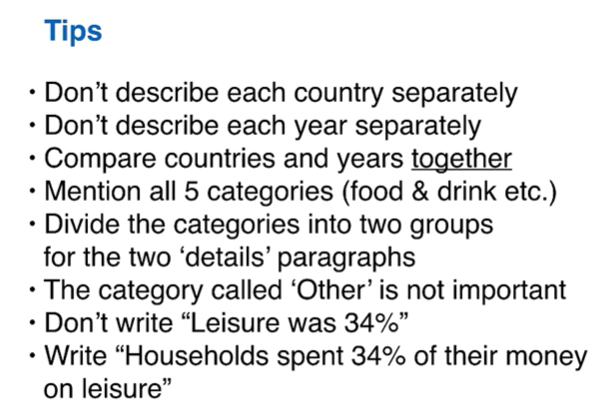 Tips
• Don’t describe each country separately
• Don’t describe each year separately
• Compare countries and years together
• Mention all 5 categories (food & drink etc.)
• Divide the categories into two groups
for the two ‘details’ paragraphs
• The category called ‘Other’ is not important
• Don’t write “Leisure was 34%”
• Write “Households spent 34% of their money
on leisure”